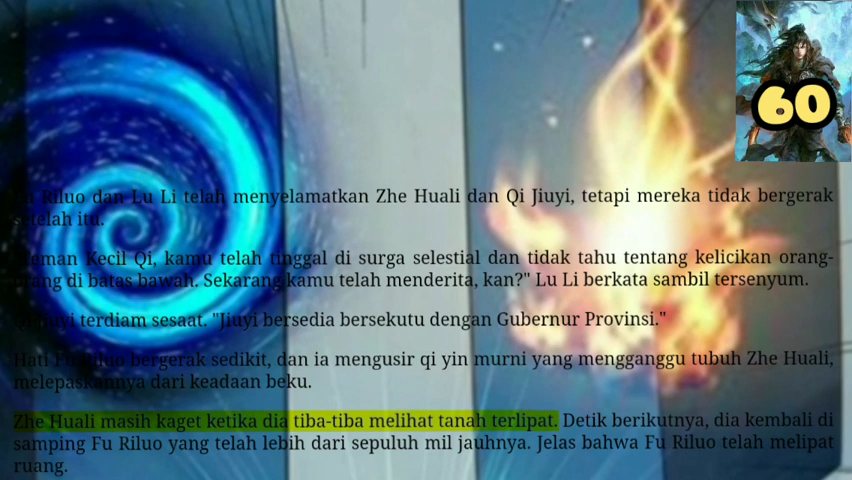 60
Riluo dan Lu Li telah menyelamatkan Zhe Huali dan Qi Jiuyi, tetapi mereka tidak bergerak
setelah itu.
"Teman Kecil Qi, kamu telah tinggal di surga selestial dan tidak tahu tentang kelicikan orang-
orang di batas bawah. Sekarang kamu telah menderita, kan?" Lu Li berkata sambil tersenyum.
Qi Jiuyi terdiam sesaat. "Jiuyi bersedia bersekutu dengan Gubernur Provinsi."
Hati Fu Riluo bergerak sedikit, dan ia mengusir qi yin murni yang mengganggu tubuh Zhe Huali,
melepaskannya dari keadaan beku.
Zhe Huali masih kaget ketika dia tiba-tiba melihat tanah terlipat. Detik berikutnya, dia kembali di
samping Fu Riluo yang telah lebih dari sepuluh mil jauhnya. Jelas bahwa Fu Riluo telah melipat
ruang.